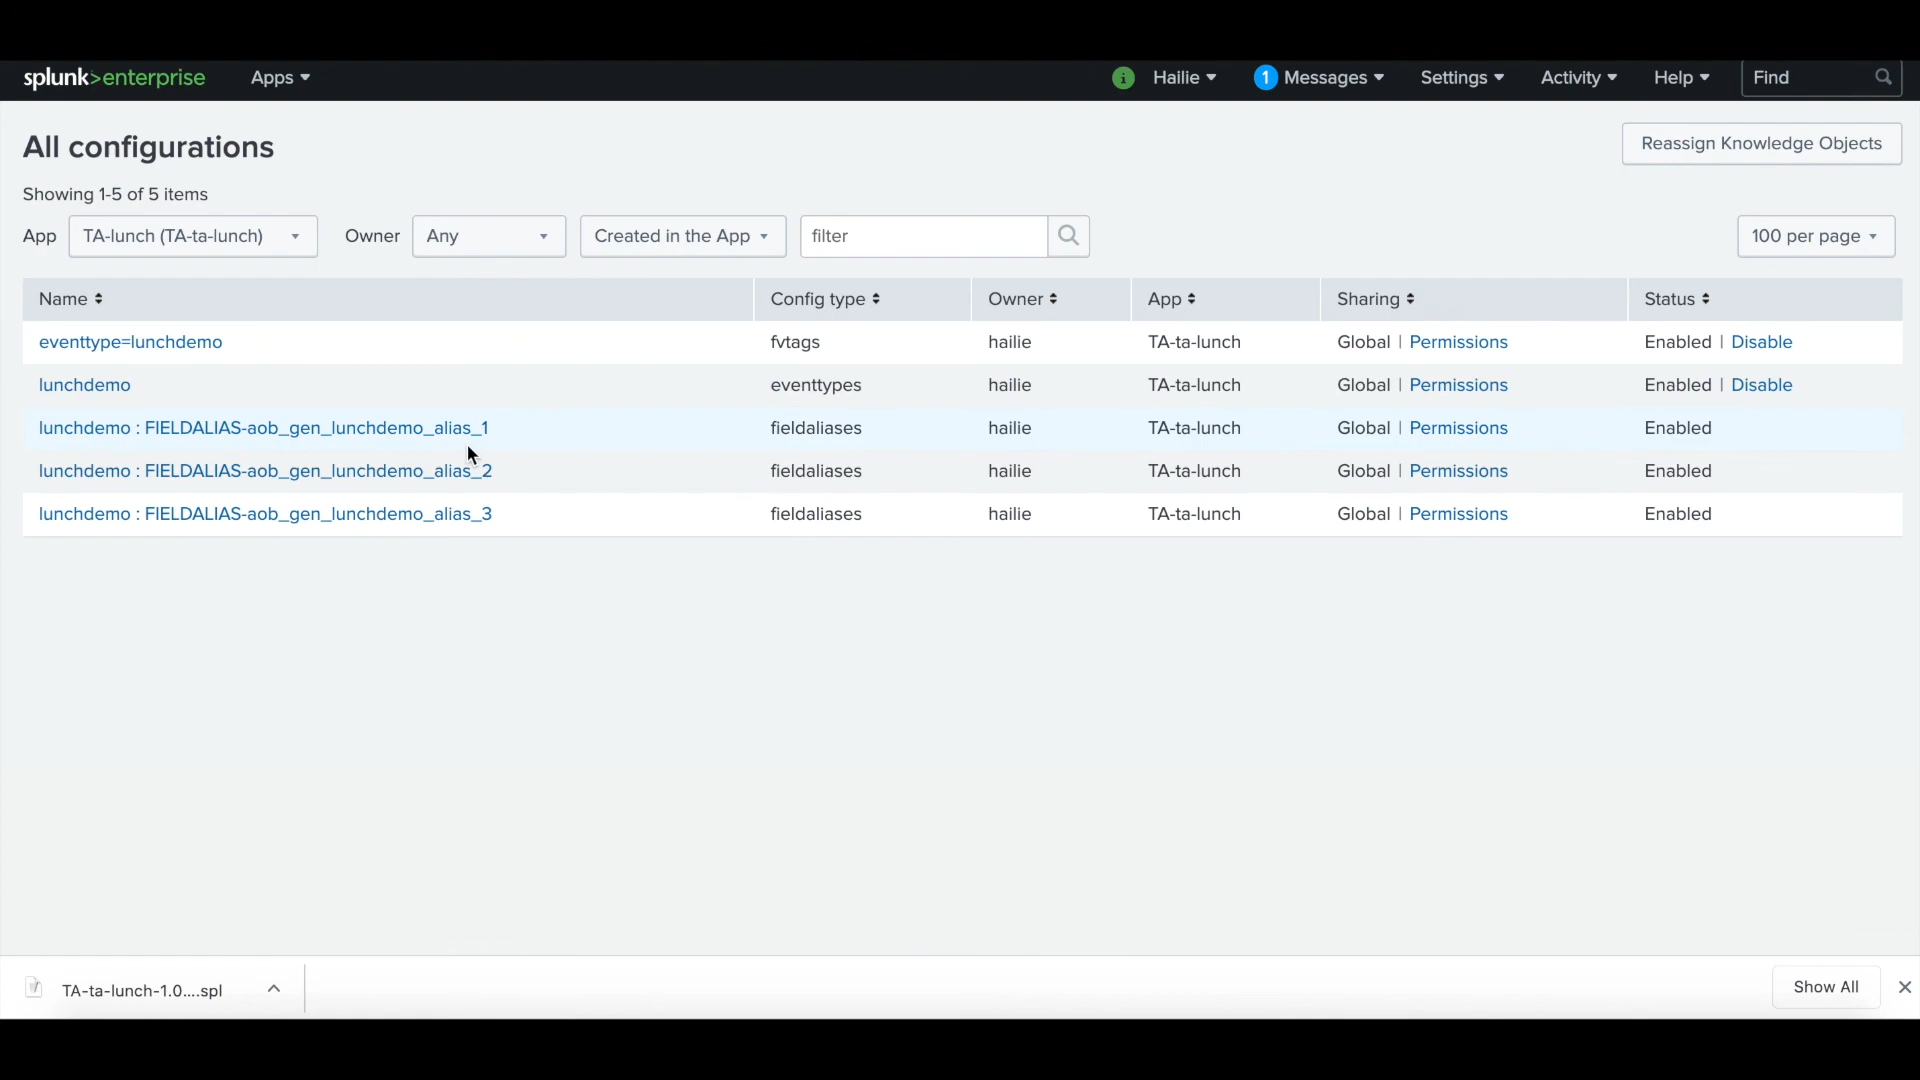 splunk>enterprise Apps i Hailie 1 Messages Settings Activity Help Find
All configurations Reassign Knowledge Objects
Showing 1-5 of 5 items
App TA-lunch (TA-ta-lunch) Owner Any Created in the App filter 100 per page
Name Config type Owner App Sharing Status
eventtype=lunchdemo fvtags hailie TA-ta-lunch Global | Permissions Enabled | Disable
lunchdemo eventtypes hailie TA-ta-lunch Global | Permissions Enabled | Disable
lunchdemo : FIELDALIAS-aob_gen_lunchdemo_alias_1 fieldaliases hailie TA-ta-lunch Global | Permissions Enabled
lunchdemo : FIELDALIAS-aob_gen_lunchdemo_alias_2 fieldaliases hailie TA-ta-lunch Global | Permissions Enabled
lunchdemo : FIELDALIAS-aob_gen_lunchdemo_alias_3 fieldaliases hailie TA-ta-lunch Global | Permissions Enabled
TA-ta-lunch-1.0....spl Show All